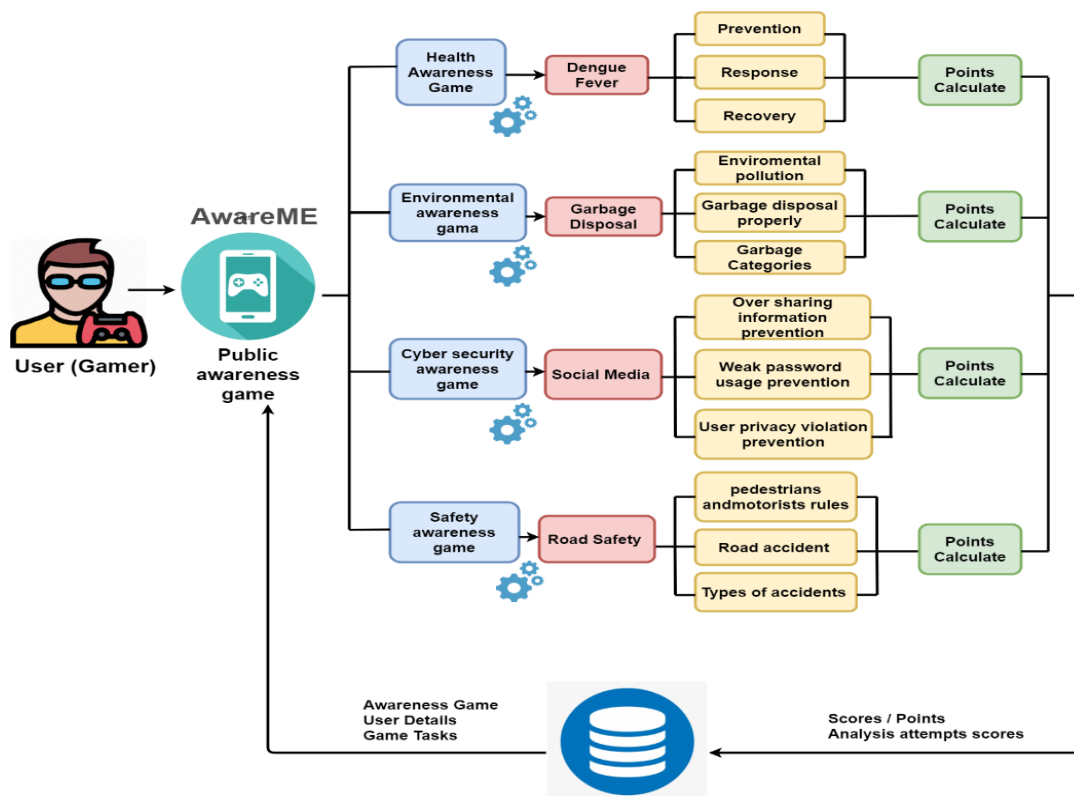 Health
Awareness
Game
Dengue
Fever
Prevention
Response
Recovery
Points
Calculate
AwareME
User (Gamer)
Public
awareness
game
Environmental
awareness
gama
Garbage
Disposal
Enviromental
pollution
Garbage disposal
properly
Garbage
Categories
Points
Calculate
Cyber security
awareness
game
Social Media
Over sharing
information
prevention
Weak password
usage prevention
User privacy violation
prevention
Points
Calculate
Safety
awareness
game
Road Safety
pedestrians
andmotorists rules
Road accident
Types of accidents
Points
Calculate
Awareness Game
User Details
Game Tasks
Scores / Points
Analysis attempts scores